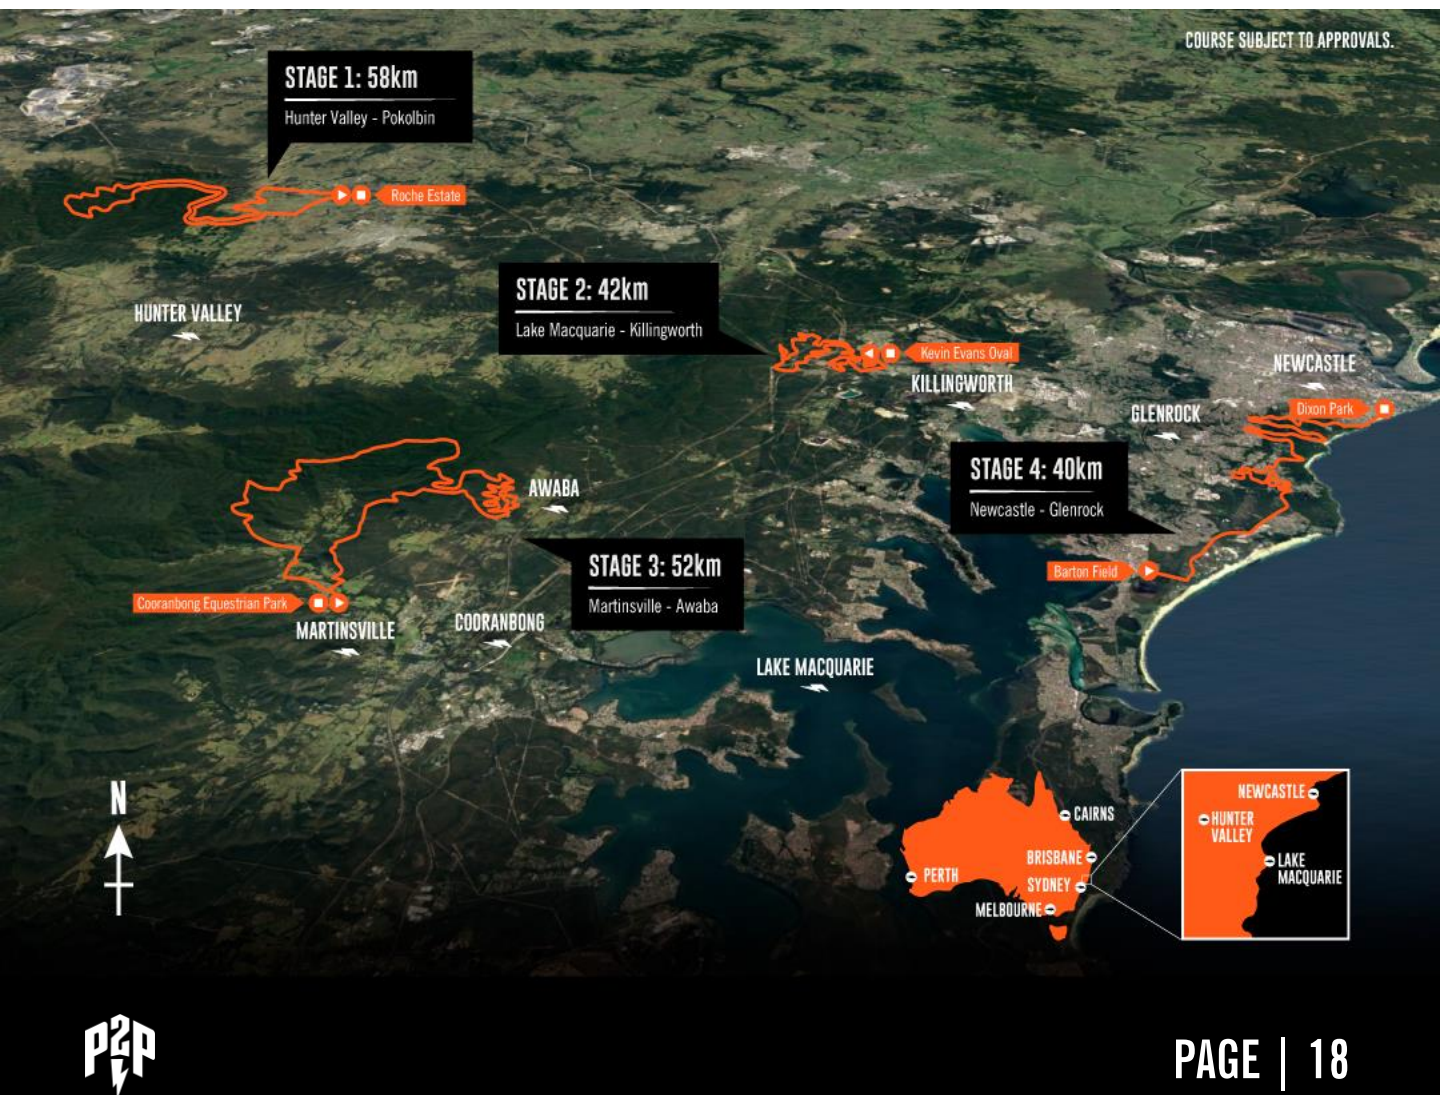 COURSE SUBJECT TO APPROVALS.
STAGE 1: 58km
Hunter Valley - Pokolbin
Roche Estate
HUNTER VALLEY
STAGE 2: 42km
Lake Macquarie - Killingworth
Kevin Evans Oval
KILLINGWORTH
NEWCASTLE
Dixon Park
GLENROCK
STAGE 4: 40km
Newcastle - Glenrock
Barton Field
AWABA
STAGE 3: 52km
Martinsville - Awaba
Cooranbong Equestrian Park
MARTINSVILLE
COORANBONG
LAKE MACQUARIE
N
CAIRNS
BRISBANE
PERTH
SYDNEY
MELBOURNE
NEWCASTLE
HUNTER
VALLEY
LAKE
MACQUARIE
P2P
PAGE | 18